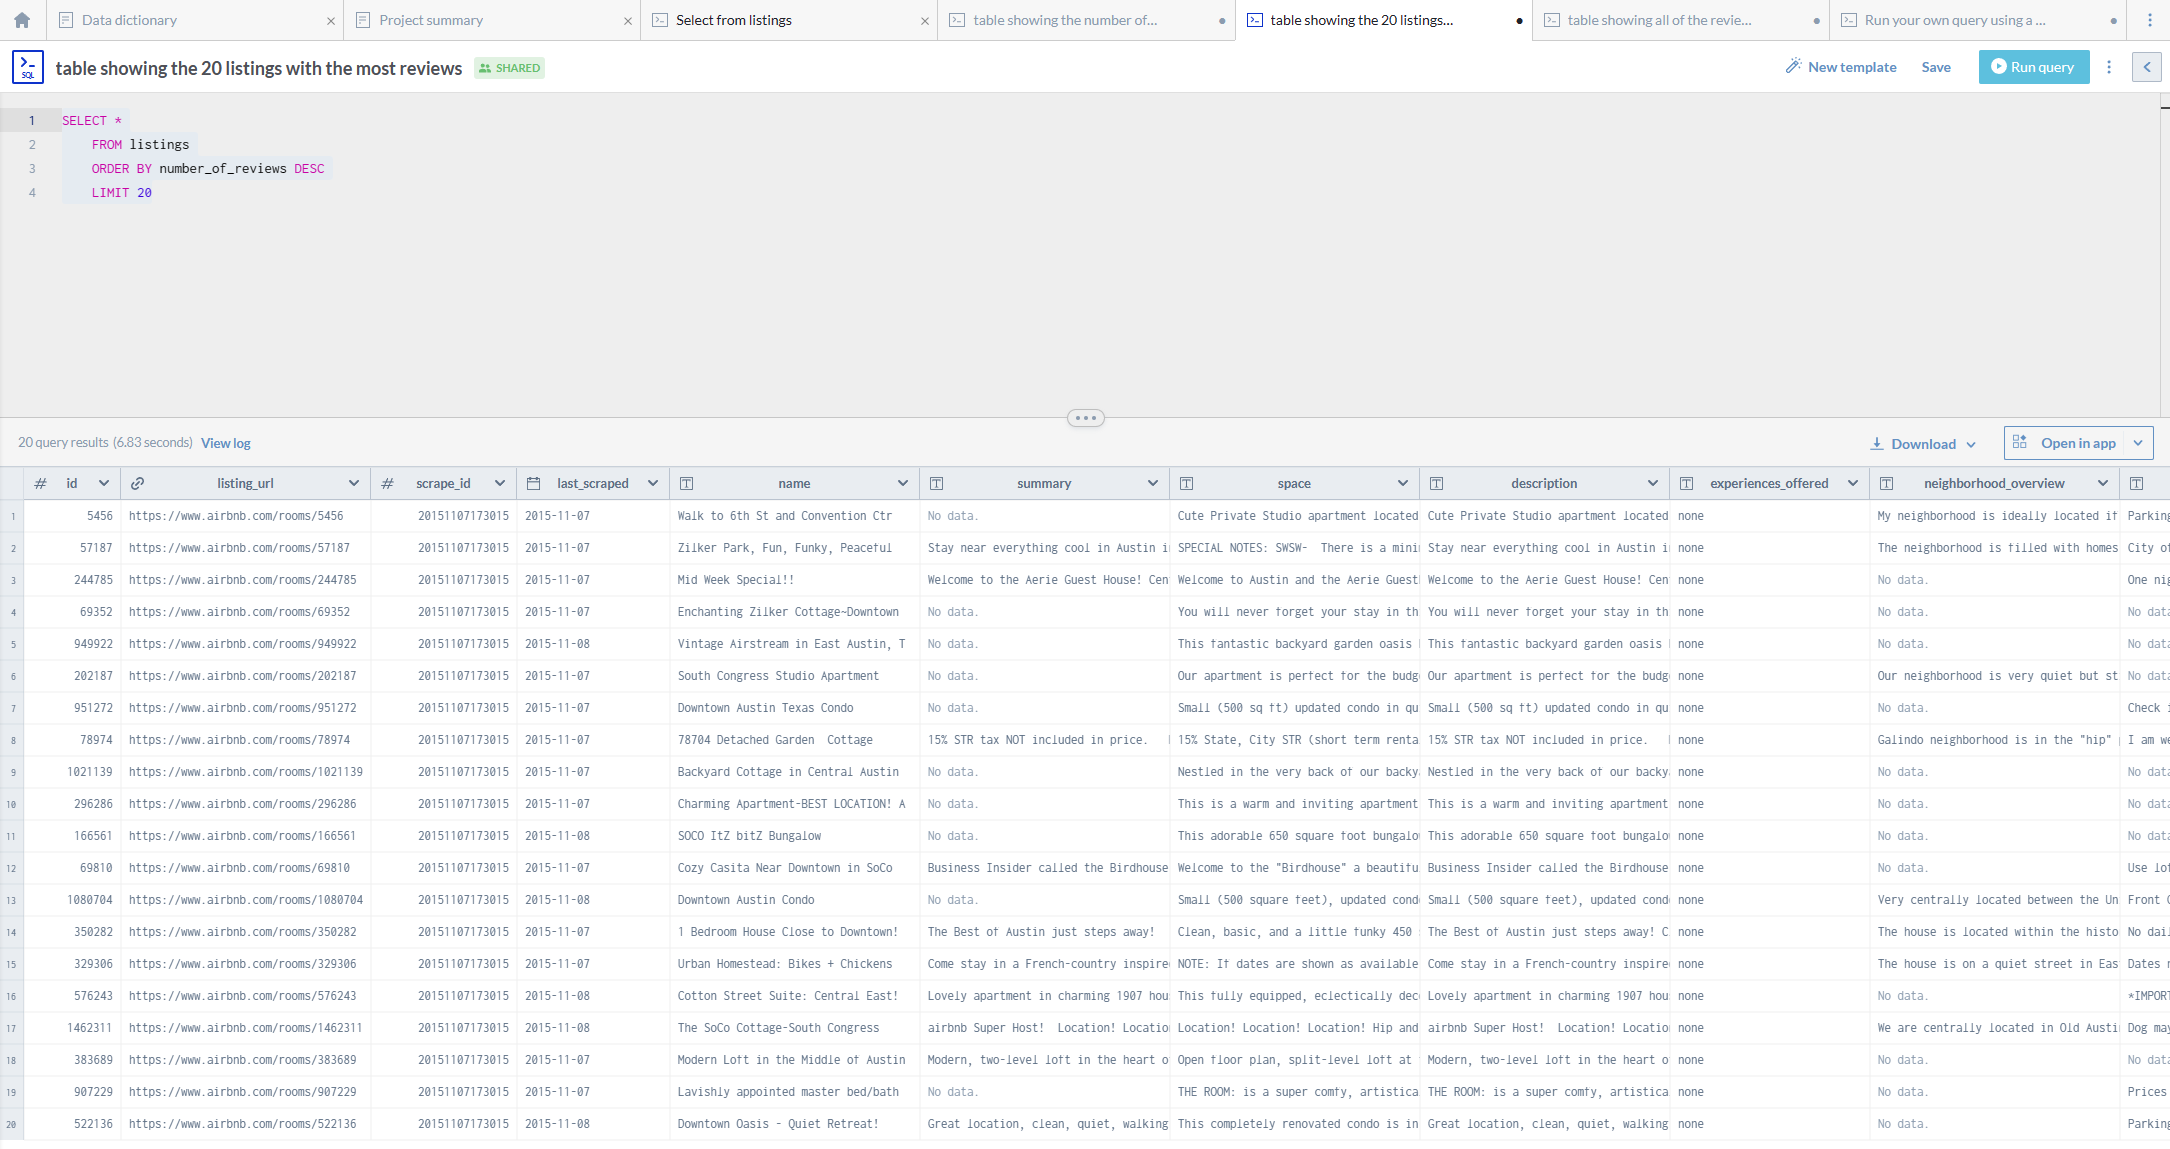 Data dictionary
Project summary
Select from listings
table showing the number of...
table showing the 20 listings...
table showing all of the revie...
Run your own query using a ...
SQL
table showing the 20 listings with the most reviews
SHARED
New template
Save
Run query
1 SELECT *
2 FROM listings
3 ORDER BY number_of_reviews DESC
4 LIMIT 20
20 query results (6.83 seconds) View log
Download
Open in app
# id listing_url # scrape_id last_scraped T name T summary T space T description T experiences_offered T neighborhood_overview T
1 5456 https://www.airbnb.com/rooms/5456 20151107173015 2015-11-07 Walk to 6th St and Convention Ctr No data. Cute Private Studio apartment located Cute Private Studio apartment located none My neighborhood is ideally located if Parking
2 57187 https://www.airbnb.com/rooms/57187 20151107173015 2015-11-07 Zilker Park, Fun, Funky, Peaceful Stay near everything cool in Austin i SPECIAL NOTES: SWSW- There is a mini Stay near everything cool in Austin i none The neighborhood is filled with homes City of
3 244785 https://www.airbnb.com/rooms/244785 20151107173015 2015-11-07 Mid Week Special!! Welcome to the Aerie Guest House! Cen Welcome to Austin and the Aerie Guest Welcome to the Aerie Guest House! Cen none No data. One nig
4 69352 https://www.airbnb.com/rooms/69352 20151107173015 2015-11-07 Enchanting Zilker Cottage~Downtown No data. You will never forget your stay in th You will never forget your stay in th none No data. No data
5 949922 https://www.airbnb.com/rooms/949922 20151107173015 2015-11-08 Vintage Airstream in East Austin, T No data. This fantastic backyard garden oasis This fantastic backyard garden oasis none No data. No data
6 202187 https://www.airbnb.com/rooms/202187 20151107173015 2015-11-07 South Congress Studio Apartment No data. Our apartment is perfect for the budg Our apartment is perfect for the budg none Our neighborhood is very quiet but st No data
7 951272 https://www.airbnb.com/rooms/951272 20151107173015 2015-11-07 Downtown Austin Texas Condo No data. Small (500 sq ft) updated condo in qu Small (500 sq ft) updated condo in qu none No data. Check i
8 78974 https://www.airbnb.com/rooms/78974 20151107173015 2015-11-07 78704 Detached Garden Cottage 15% STR tax NOT included in price. 15% State, City STR (short term renta 15% STR tax NOT included in price. none Galindo neighborhood is in the "hip" I am we
9 1021139 https://www.airbnb.com/rooms/1021139 20151107173015 2015-11-07 Backyard Cottage in Central Austin No data. Nestled in the very back of our backy Nestled in the very back of our backy none No data. No data
10 296286 https://www.airbnb.com/rooms/296286 20151107173015 2015-11-07 Charming Apartment-BEST LOCATION! A No data. This is a warm and inviting apartment This is a warm and inviting apartment none No data. No data
11 166561 https://www.airbnb.com/rooms/166561 20151107173015 2015-11-08 SOCO ItZ bitZ Bungalow No data. This adorable 650 square foot bungalo This adorable 650 square foot bungalo none No data. No data
12 69810 https://www.airbnb.com/rooms/69810 20151107173015 2015-11-07 Cozy Casita Near Downtown in SoCo Business Insider called the Birdhouse Welcome to the "Birdhouse" a beautifu Business Insider called the Birdhouse none No data. Use lof
13 1080704 https://www.airbnb.com/rooms/1080704 20151107173015 2015-11-08 Downtown Austin Condo No data. Small (500 square feet), updated cond Small (500 square feet), updated cond none Very centrally located between the Un Front
14 350282 https://www.airbnb.com/rooms/350282 20151107173015 2015-11-07 1 Bedroom House Close to Downtown! The Best of Austin just steps away! Clean, basic, and a little funky 450 The Best of Austin just steps away! C none The house is located within the histo No dail
15 329306 https://www.airbnb.com/rooms/329306 20151107173015 2015-11-07 Urban Homestead: Bikes + Chickens Come stay in a French-country inspire NOTE: If dates are shown as available Come stay in a French-country inspire none The house is on a quiet street in Eas Dates
16 576243 https://www.airbnb.com/rooms/576243 20151107173015 2015-11-08 Cotton Street Suite: Central East! Lovely apartment in charming 1907 hou This fully equipped, eclectically dec Lovely apartment in charming 1907 hou none No data. *IMPORT
17 1462311 https://www.airbnb.com/rooms/1462311 20151107173015 2015-11-08 The SoCo Cottage-South Congress airbnb Super Host! Location! Locatio Location! Location! Location! Hip and airbnb Super Host! Location! Locatio none We are centrally located in Old Austi Dog may
18 383689 https://www.airbnb.com/rooms/383689 20151107173015 2015-11-07 Modern Loft in the Middle of Austin Modern, two-level loft in the heart o Open floor plan, split-level loft at Modern, two-level loft in the heart o none No data. No data
19 907229 https://www.airbnb.com/rooms/907229 20151107173015 2015-11-07 Lavishly appointed master bed/bath No data. THE ROOM: is a super comfy, artistica THE ROOM: is a super comfy, artistica none No data. Prices
20 522136 https://www.airbnb.com/rooms/522136 20151107173015 2015-11-08 Downtown Oasis - Quiet Retreat! Great location, clean, quiet, walking This completely renovated condo is in Great location, clean, quiet, walking none No data. Parking